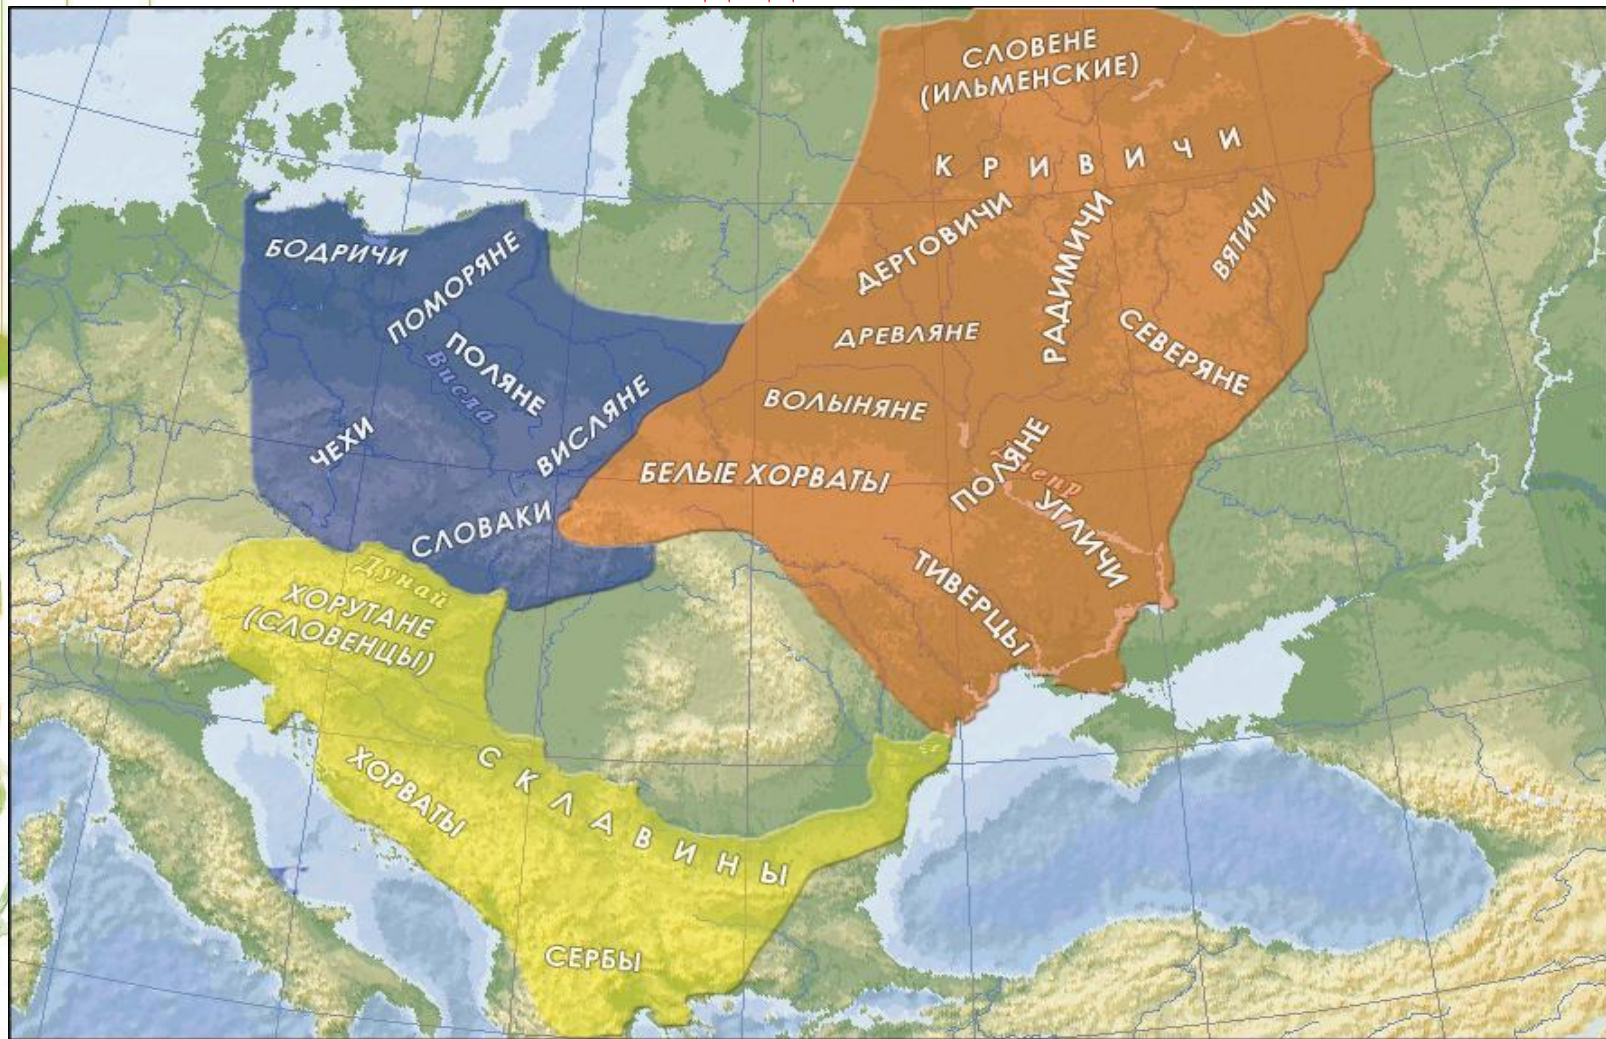 СЛОВЕНЕ
(ИЛЬМЕНСКИЕ)
КРИВИЧИ
ДЕРГОВИЧИ
РАДИМИЧИ
ВЯТИЧИ
БОДРИЧИ
ПОМОРЯНЕ
ДРЕВЛЯНЕ
СЕВЕРЯНЕ
ПОЛЯНЕ
Висла
ВИСЛЯНЕ
ВОЛЫНЯНЕ
ЧЕХИ
БЕЛЫЕ ХОРВАТЫ
ПОЛЯНЕ
Днепр
СЛОВАКИ
УГЛИЧИ
Дунай
ТИВЕРЦЫ
ХОРУТАНЕ
(СЛОВЕНЦЫ)
ХОРВАТЫ
СКЛАВИНЫ
СЕРБЫ